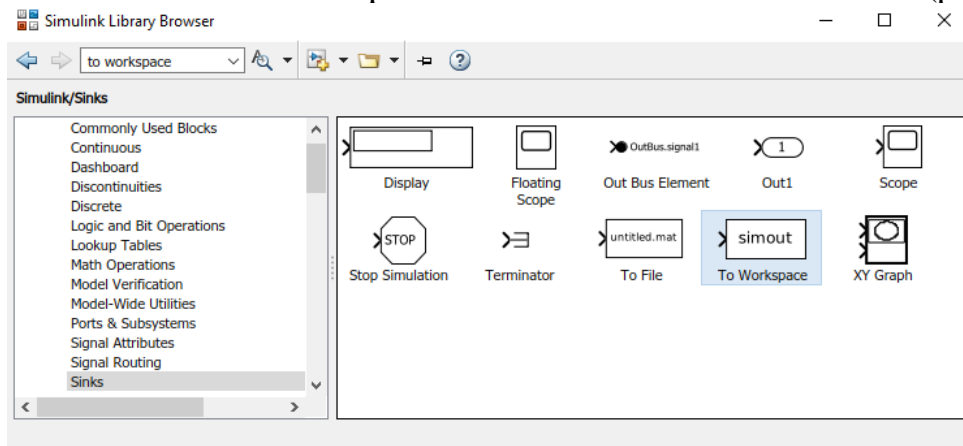 Simulink Library Browser
to workspace
Simulink/Sinks
Commonly Used Blocks
Continuous
Dashboard
Discontinuities
Discrete
Logic and Bit Operations
Lookup Tables
Math Operations
Model Verification
Model-Wide Utilities
Ports & Subsystems
Signal Attributes
Signal Routing
Sinks
Display
Floating
Scope
OutBus.signal1
Out Bus Element
1
Out1
Scope
STOP
Stop Simulation
Terminator
untitled.mat
To File
simout
To Workspace
XY Graph